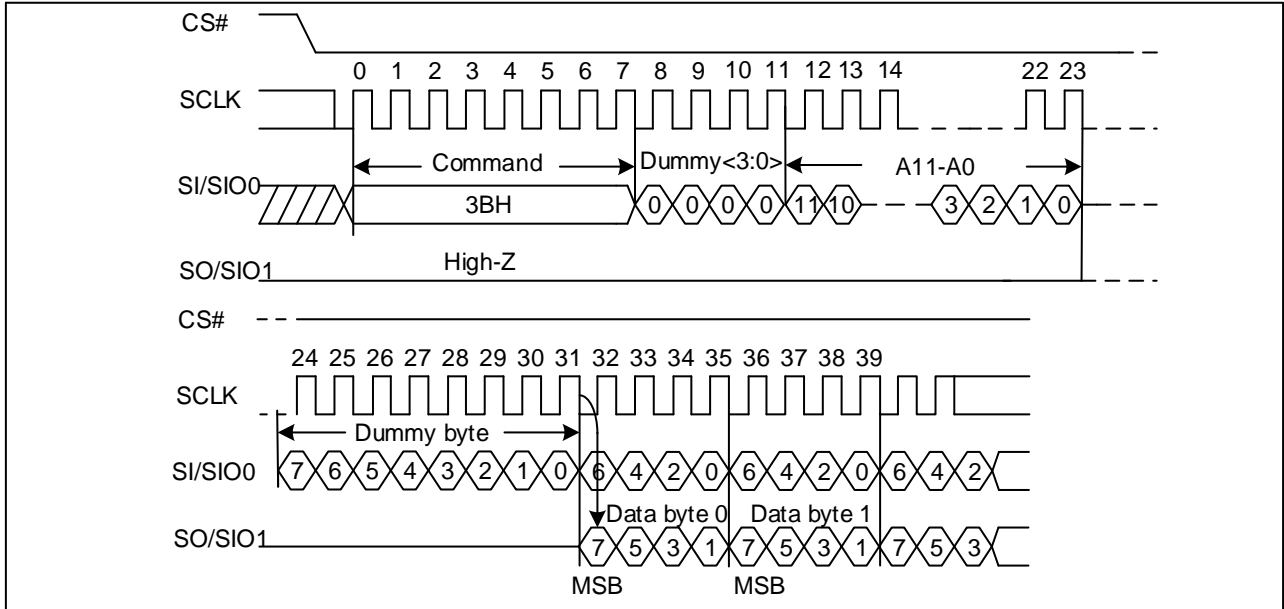 CS#
0 1 2 3 4 5 6 7 8 9 10 11 12 13 14 22 23
SCLK
Command Dummy<3:0> A11-A0
SI/SIO0 3BH 0 0 0 0 11 10 3 2 1 0
SO/SIO1 High-Z
CS#
24 25 26 27 28 29 30 31 32 33 34 35 36 37 38 39
SCLK
Dummy byte
SI/SIO0 7 6 5 4 3 2 1 0 6 4 2 0 6 4 2 0 6 4 2
Data byte 0 Data byte 1
SO/SIO1 7 5 3 1 7 5 3 1 7 5 3
MSB MSB